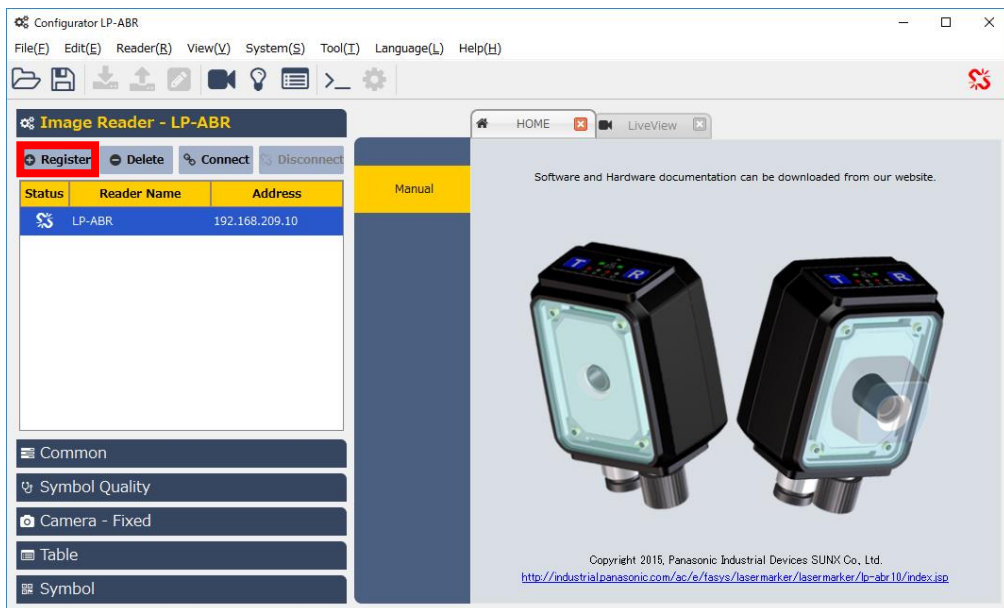 Configurator LP-ABR
File(F) Edit(E) Reader(R) View(V) System(S) Tool(T) Language(L) Help(H)
Image Reader - LP-ABR
HOME LiveView
Register Delete Connect Disconnect
Software and Hardware documentation can be downloaded from our website.
Status Reader Name Address
Manual
LP-ABR 192.168.209.10
T R
T R
Common
Symbol Quality
Camera - Fixed
Table
Symbol
Copyright 2015, Panasonic Industrial Devices SUNX Co., Ltd.
http://industrial.panasonic.com/ac/e/fasys/lasermarker/lasermarker/lp-abr10/index.jsp